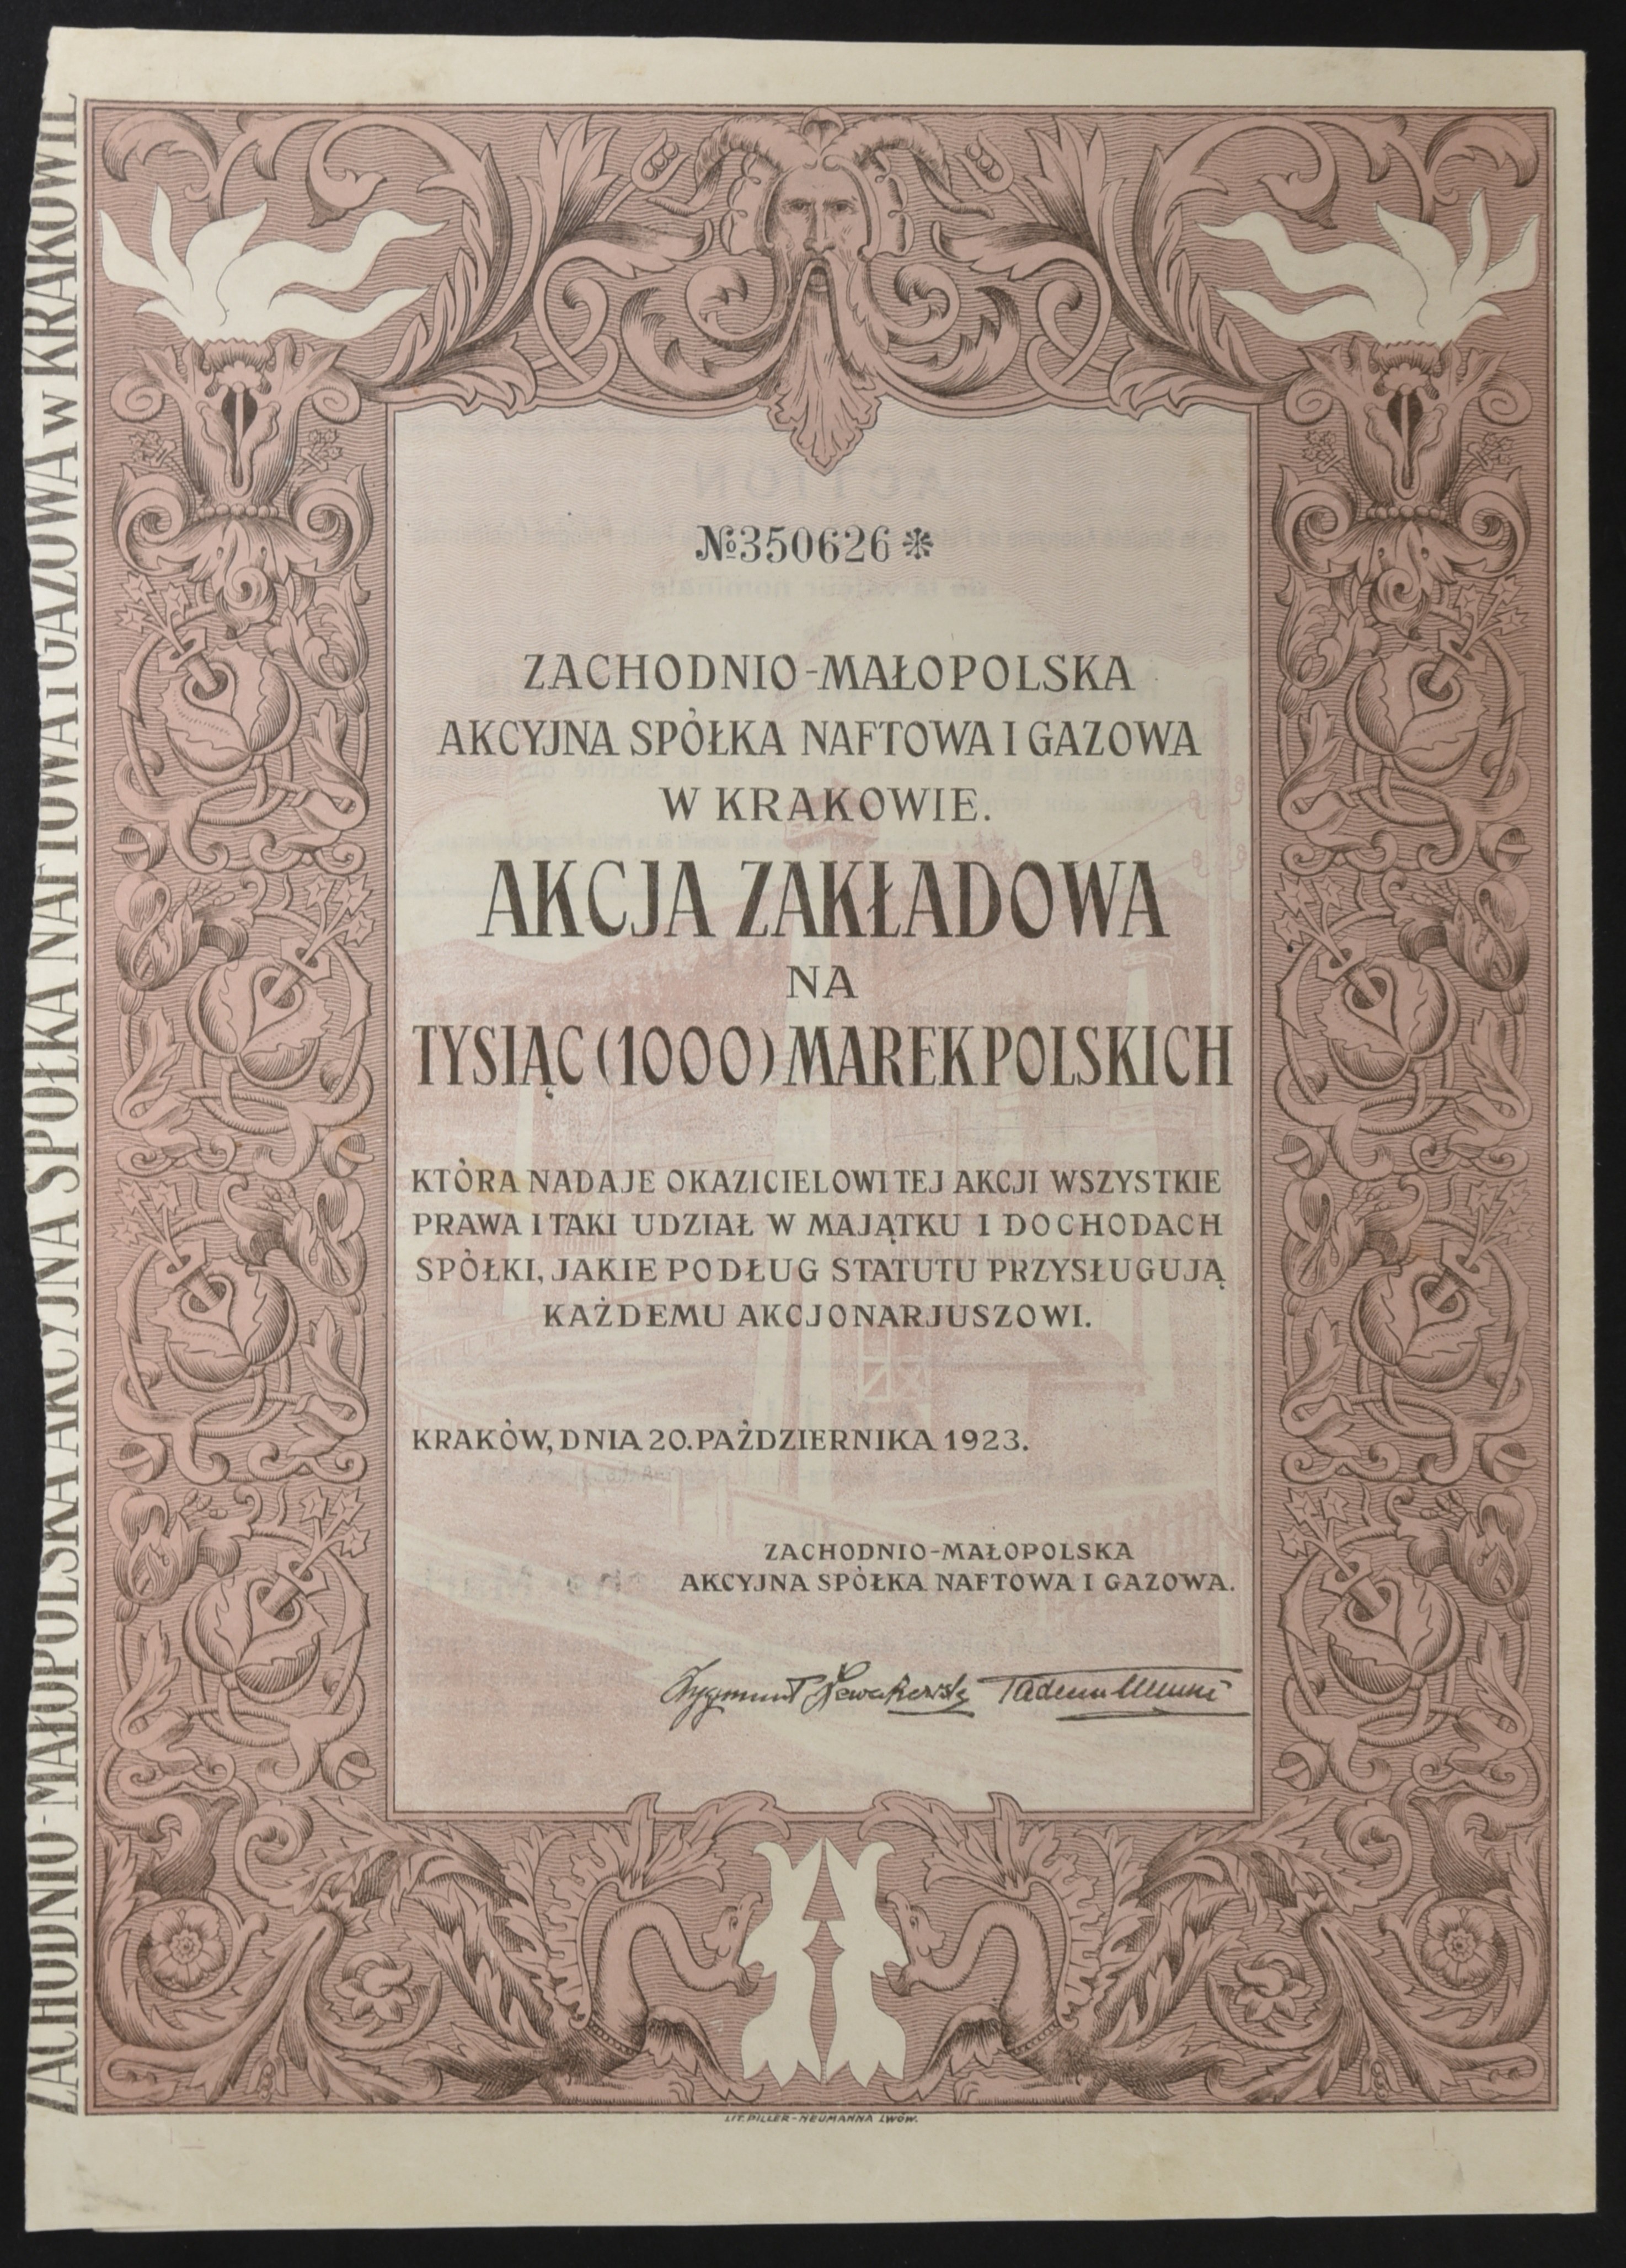 ZACHODNIO-MAŁOPOLSKA AKCYJNA SPÓŁKA NAFTOWA I GAZOWA W KRAKOWIE
№350626*
ZACHODNIO-MAŁOPOLSKA
AKCYJNA SPÓŁKA NAFTOWA I GAZOWA
W KRAKOWIE.
AKCJA ZAKŁADOWA
NA
TYSIĄC (1000) MAREK POLSKICH
KTÓRA NADAJE OKAZICIELOWI TEJ AKCJI WSZYSTKIE
PRAWA I TAKI UDZIAŁ W MAJĄTKU I DOCHODACH
SPÓŁKI, JAKIE PODŁUG STATUTU PRZYSŁUGUJĄ
KAŻDEMU AKCJONARJUSZOWI.
KRAKÓW, DNIA 20. PAŹDZIERNIKA 1923.
ZACHODNIO-MAŁOPOLSKA
AKCYJNA SPÓŁKA NAFTOWA I GAZOWA.
Zygmunt
LIT. PILLER-NEUMANNA LWÓW.